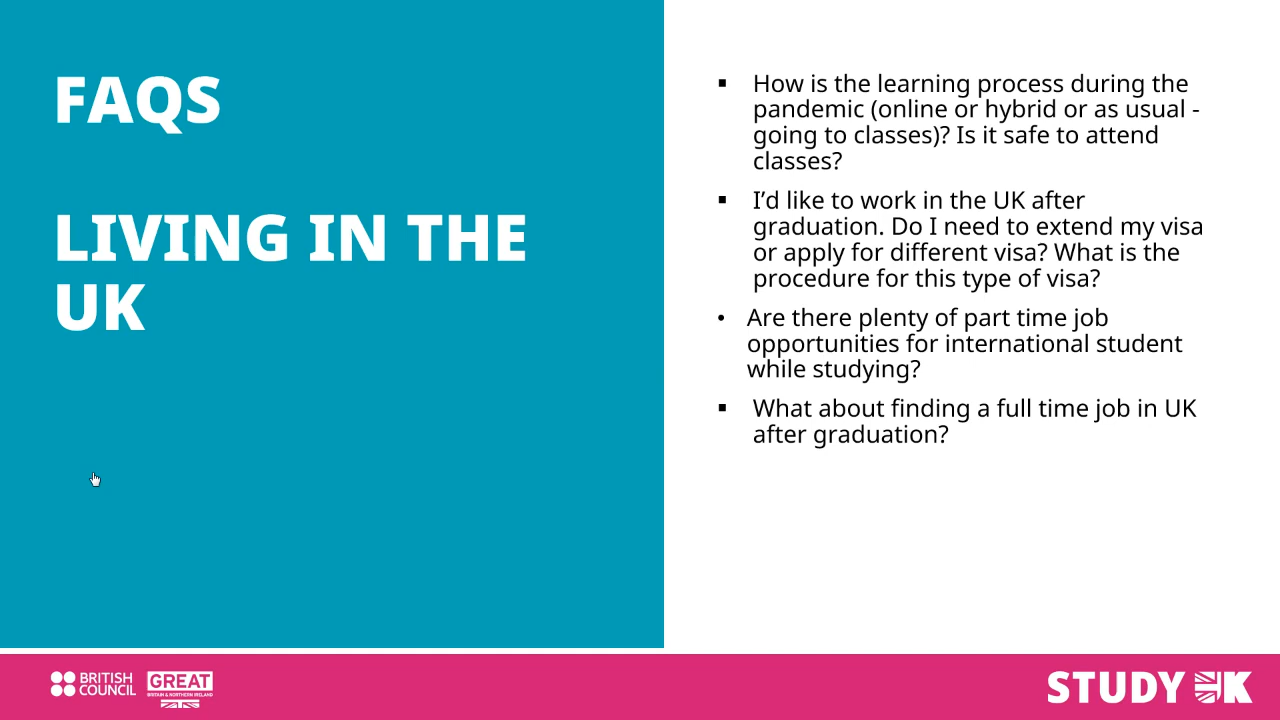 FAQS
LIVING IN THE
UK
▪ How is the learning process during the
pandemic (online or hybrid or as usual -
going to classes)? Is it safe to attend
classes?
▪ I’d like to work in the UK after
graduation. Do I need to extend my visa
or apply for different visa? What is the
procedure for this type of visa?
• Are there plenty of part time job
opportunities for international student
while studying?
▪ What about finding a full time job in UK
after graduation?
BRITISH
COUNCIL
GREAT
BRITAIN & NORTHERN IRELAND
STUDY UK